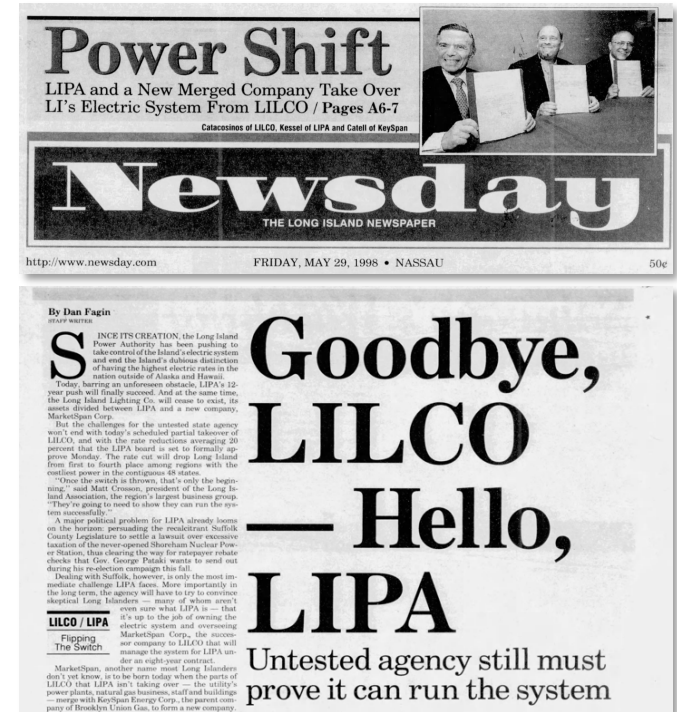 Power Shift
LIPA and a New Merged Company Take Over
LI's Electric System From LILCO / Pages A6-7
Catacosinos of LILCO, Kessel of LIPA and Catell of KeySpan
Newsday
THE LONG ISLAND NEWSPAPER
http://www.newsday.com
FRIDAY, MAY 29, 1998 • NASSAU
50¢
By Dan Fagin
STAFF WRITER
SINCE ITS CREATION, the Long Island
Power Authority has been pushing to
take control of the Island's electric system
and end the Island's dubious distinction
of having the highest electric rates in the
nation outside of Alaska and Hawaii.
Today, barring an unforeseen obstacle, LIPA's 12-
year push will finally succeed. And at the same time,
the Long Island Lighting Co. will cease to exist, its
assets divided between LIPA and a new company,
MarketSpan Corp.
But the challenges for the untested state agency
won't end with today's scheduled partial takeover of
LILCO, and with the rate reductions averaging 20
percent that the LIPA board is set to formally ap-
prove Monday. The rate cut will drop Long Island
from first to fourth place among regions with the
costliest power in the contiguous 48 states.
"Once the switch is thrown, that's only the begin-
ning," said Matt Crosson, president of the Long Is-
land Association, the region's largest business group.
"They're going to need to show they can run the sys-
tem successfully."
A major political problem for LIPA already looms
on the horizon: persuading the recalcitrant Suffolk
County Legislature to settle a lawsuit over excessive
taxation of the never-opened Shoreham Nuclear Pow-
er Station, thus clearing the way for ratepayer rebate
checks that Gov. George Pataki wants to send out
during his re-election campaign this fall.
Dealing with Suffolk, however, is only the most im-
mediate challenge LIPA faces. More importantly in
the long term, the agency will have to try to convince
skeptical Long Islanders — many of whom aren't
even sure what LIPA is — that
it's up to the job of owning the
electric system and overseeing
MarketSpan Corp., the succes-
sor company to LILCO that will
manage the system for LIPA un-
der an eight-year contract.
LILCO / LIPA
Flipping
The Switch
MarketSpan, another name most Long Islanders
don't yet know, is to be born today when the parts of
LILCO that LIPA isn't taking over — the utility's
power plants, natural gas business, staff and buildings
— merge with KeySpan Energy Corp., the parent com-
pany of Brooklyn Union Gas, to form a new company.
Goodbye,
LILCO
— Hello,
LIPA
Untested agency still must
prove it can run the system